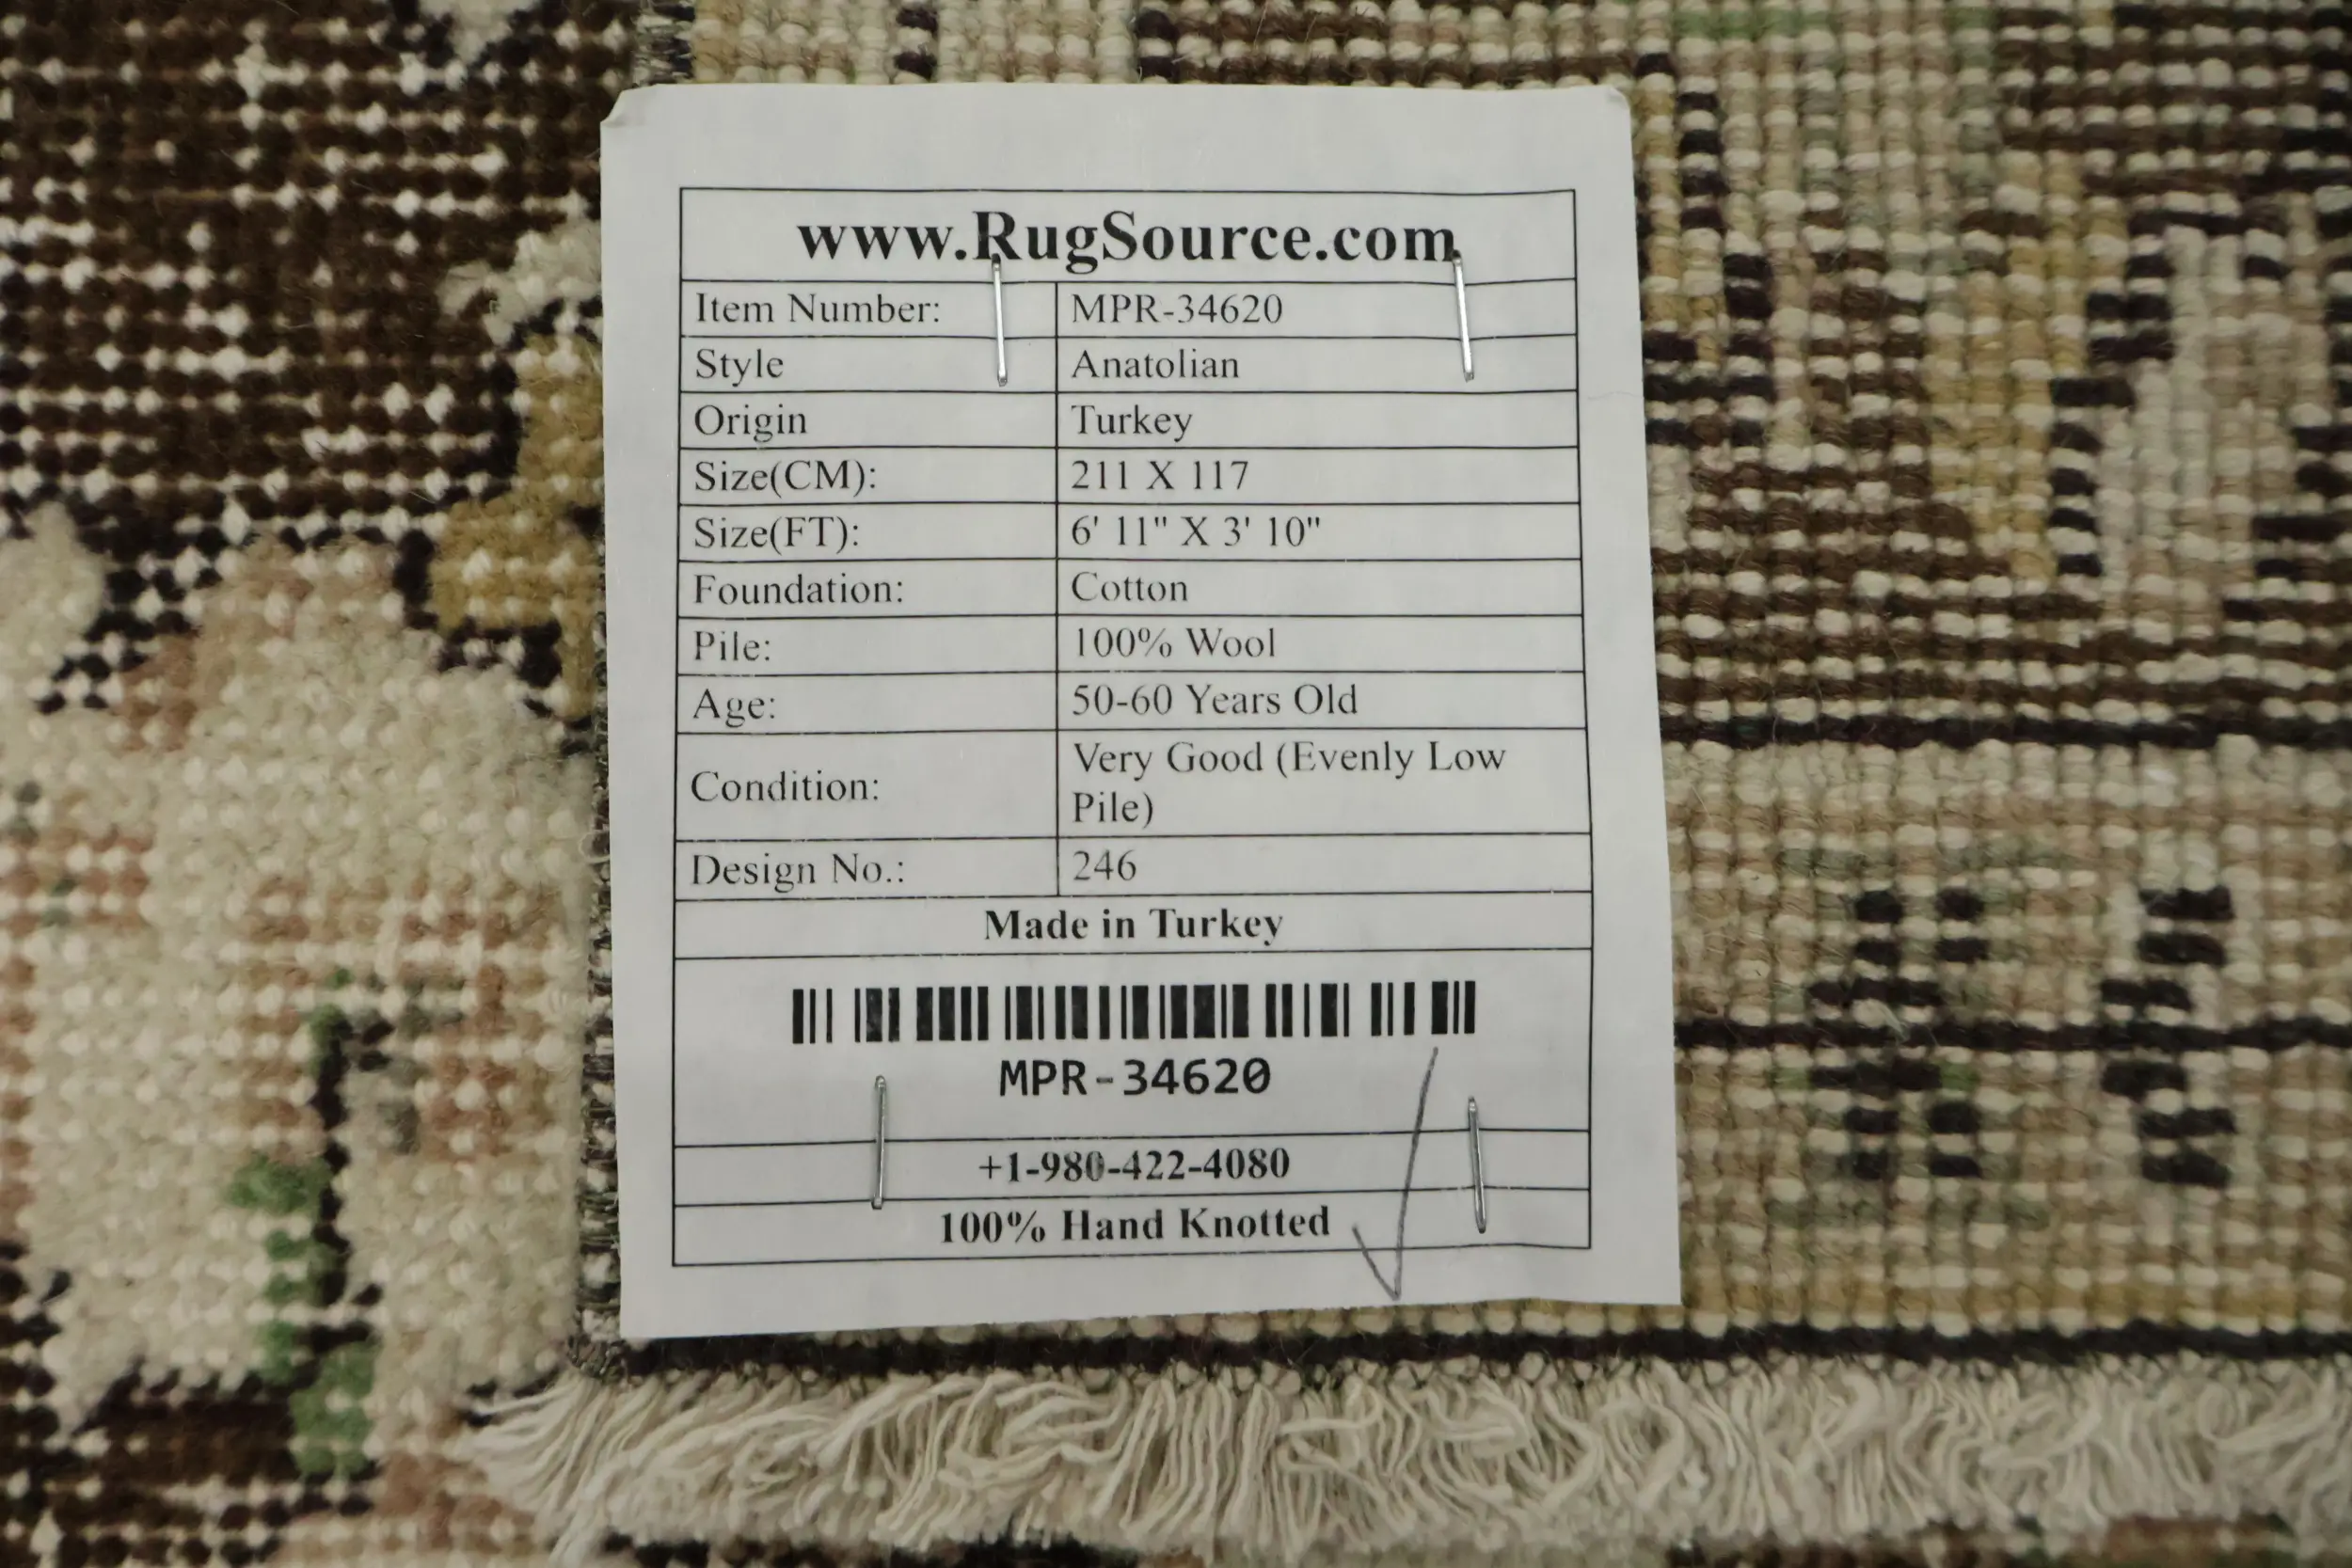 www.RugSource.com
Item Number: MPR-34620
Style Anatolian
Origin Turkey
Size(CM): 211 X 117
Size(FT): 6' 11" X 3' 10"
Foundation: Cotton
Pile: 100% Wool
Age: 50-60 Years Old
Condition: Very Good (Evenly Low
Pile)
Design No.: 246
Made in Turkey
MPR-34620
+1-980-422-4080
100% Hand Knotted